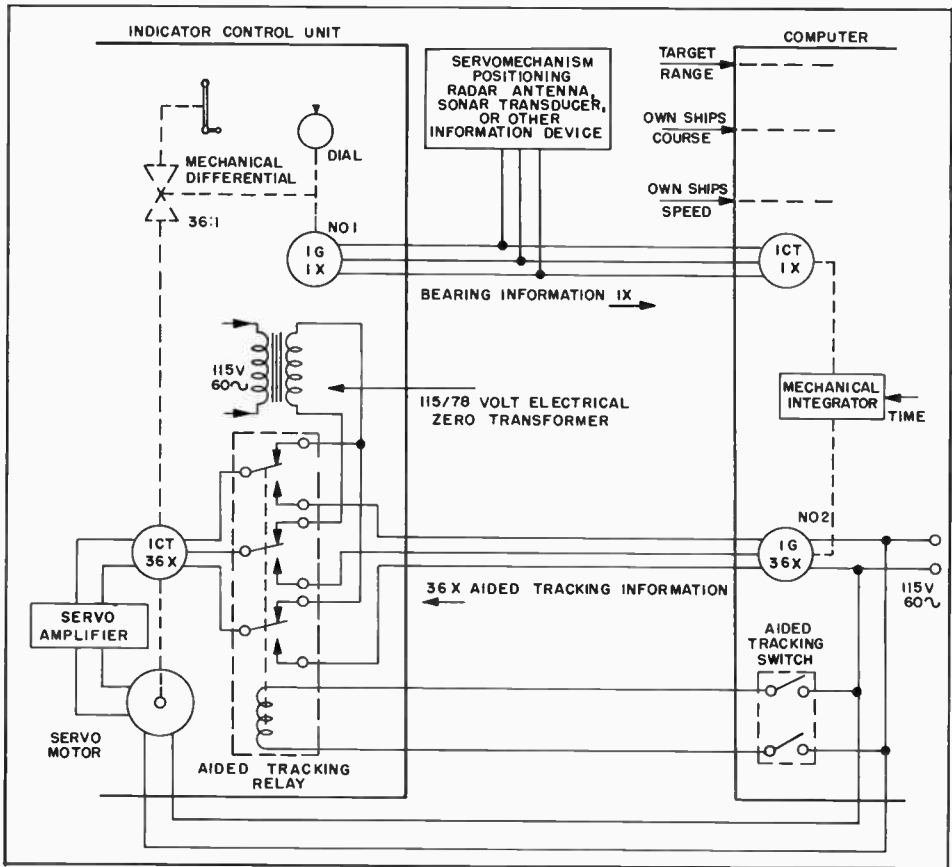 INDICATOR CONTROL UNIT
COMPUTER
SERVOMECHANISM
POSITIONING
RADAR ANTENNA,
SONAR TRANSDUCER,
OR OTHER
INFORMATION DEVICE
TARGET
RANGE
OWN SHIPS
COURSE
OWN SHIPS
SPEED
DIAL
MECHANICAL
DIFFERENTIAL
36:1
NO1
1G
1X
1CT
1X
BEARING INFORMATION 1X
115V
60~
115/78 VOLT ELECTRICAL
ZERO TRANSFORMER
MECHANICAL
INTEGRATOR
TIME
NO2
1CT
36X
1G
36X
36X AIDED TRACKING INFORMATION
115V
60~
SERVO
AMPLIFIER
AIDED
TRACKING
SWITCH
SERVO
MOTOR
AIDED TRACKING
RELAY